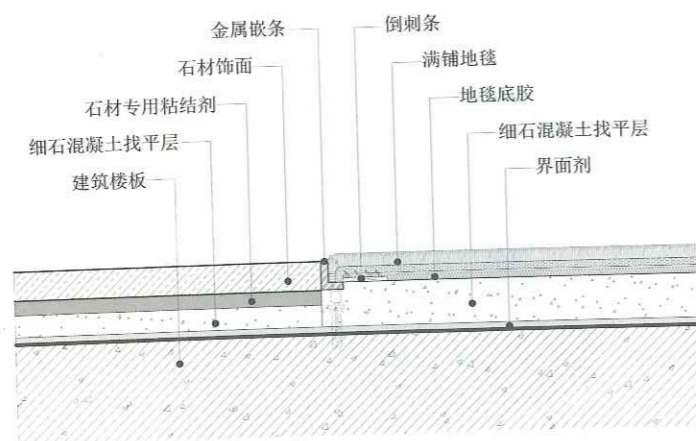 金属嵌条
石材饰面
石材专用粘结剂
细石混凝土找平层
建筑楼板
倒刺条
满铺地毯
地毯底胶
细石混凝土找平层
界面剂